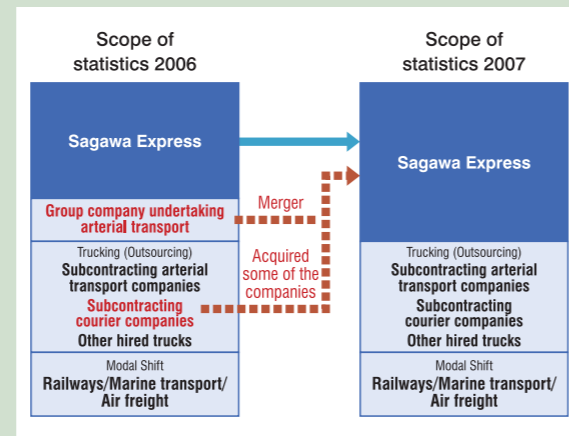 Scope of
statistics 2006
Sagawa Express
Group company undertaking
arterial transport
Trucking (Outsourcing)
Subcontracting arterial
transport companies
Subcontracting
courier companies
Other hired trucks
Modal Shift
Railways/Marine transport/
Air freight
Merger
Acquired
some of the
companies
Scope of
statistics 2007
Sagawa Express
Trucking (Outsourcing)
Subcontracting arterial
transport companies
Subcontracting
courier companies
Other hired trucks
Modal Shift
Railways/Marine transport/
Air freight